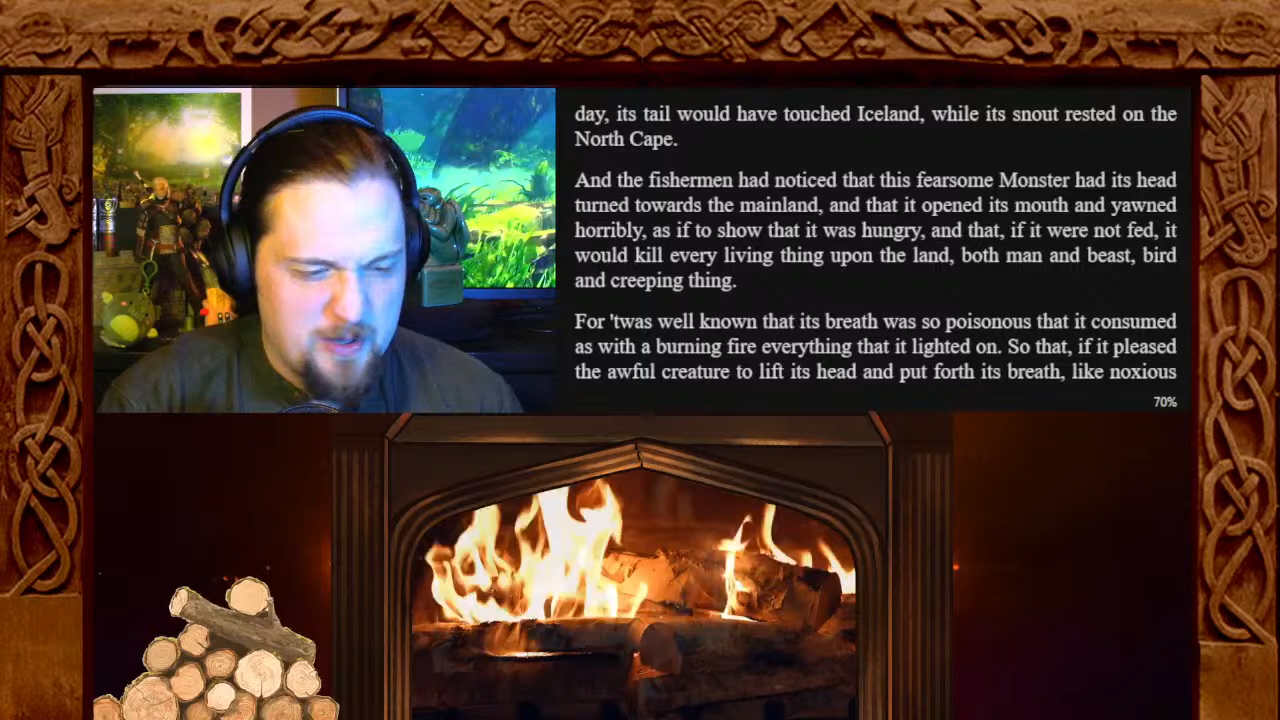 day, its tail would have touched Iceland, while its snout rested on the
North Cape.
And the fishermen had noticed that this fearsome Monster had its head
turned towards the mainland, and that it opened its mouth and yawned
horribly, as if to show that it was hungry, and that, if it were not fed, it
would kill every living thing upon the land, both man and beast, bird
and creeping thing.
For 'twas well known that its breath was so poisonous that it consumed
as with a burning fire everything that it lighted on. So that, if it pleased
the awful creature to lift its head and put forth its breath, like noxious
70%